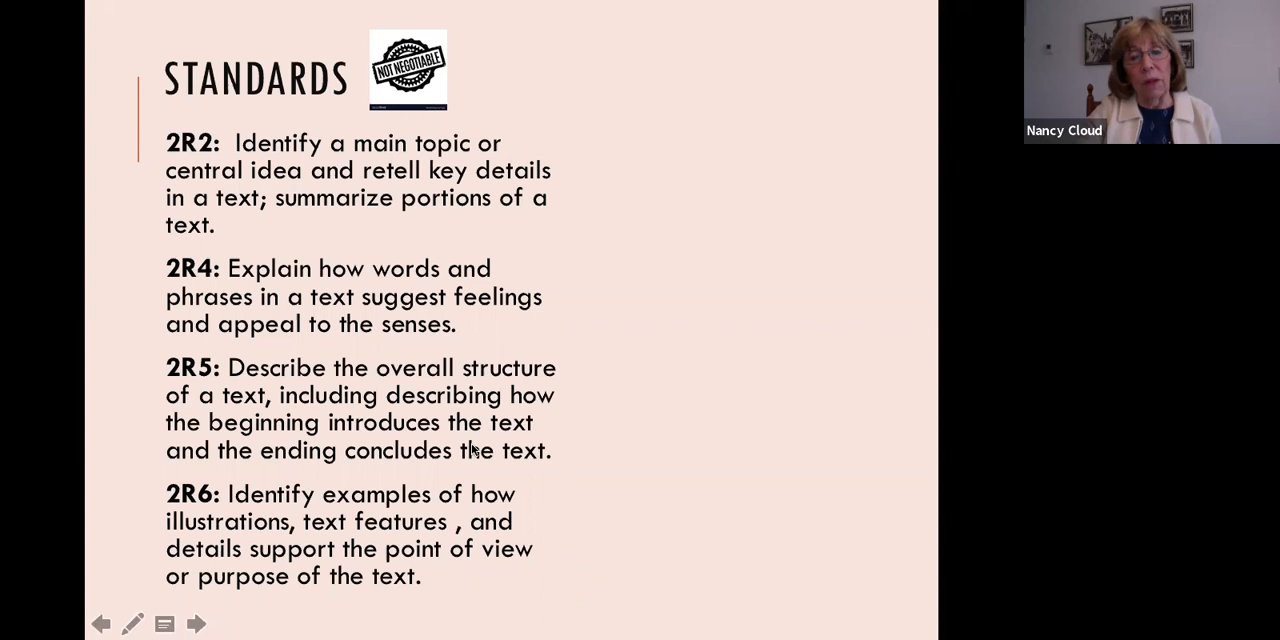 STANDARDS
NOT NEGOTIABLE
2R2: Identify a main topic or
central idea and retell key details
in a text; summarize portions of a
text.
2R4: Explain how words and
phrases in a text suggest feelings
and appeal to the senses.
2R5: Describe the overall structure
of a text, including describing how
the beginning introduces the text
and the ending concludes the text.
2R6: Identify examples of how
illustrations, text features , and
details support the point of view
or purpose of the text.
Nancy Cloud